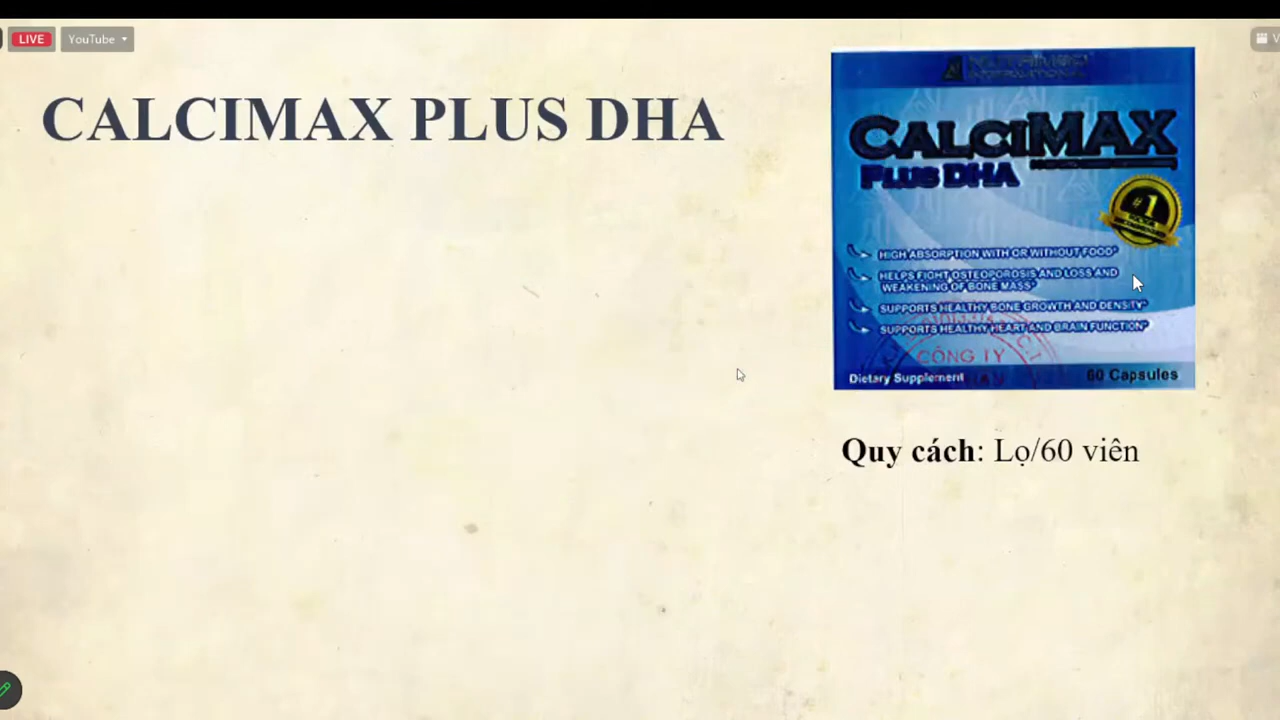 LIVE
YouTube
V
CALCIMAX PLUS DHA
INTERNATIONAL
CALCIMAX
PLUS DHA
#1
HIGH ABSORPTION WITH OR WITHOUT FOOD*
HELPS FIGHT OSTEOPOROSIS AND LOSS AND
WEAKENING OF BONE MASS*
SUPPORTS HEALTHY BONE GROWTH AND DENSITY*
SUPPORTS HEALTHY HEART AND BRAIN FUNCTION*
CÔNG TY
Dietary Supplement
60 Capsules
Quy cách: Lọ/60 viên